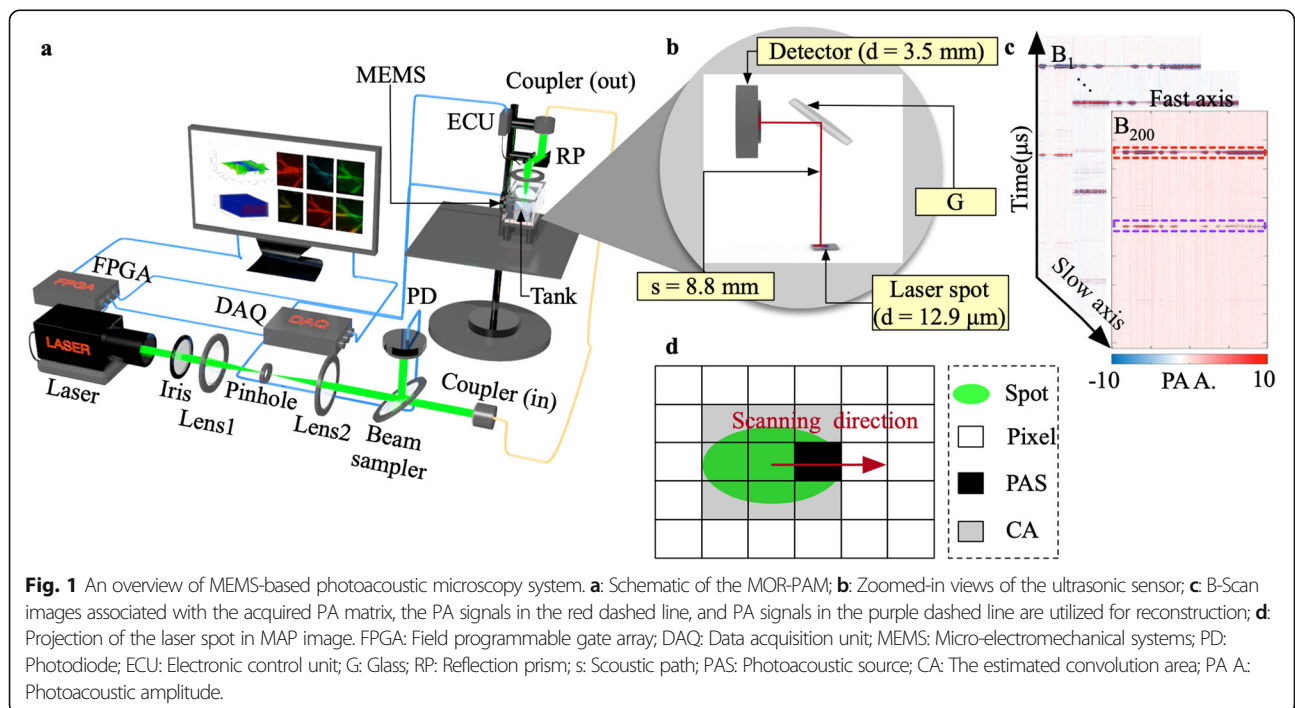 a
MEMS
Coupler (out)
ECU
RP
FPGA
FPGA
DAQ
DAQ
PD
Tank
LASER
Laser
Iris
Lens1
Pinhole
Lens2
Beam
sampler
Coupler (in)
b
Detector (d = 3.5 mm)
G
s = 8.8 mm
Laser spot
(d = 12.9 μm)
c
B1
Fast axis
B200
Time(μs)
Slow axis
-10 PA A. 10
d
Scanning direction
Spot
Pixel
PAS
CA
Fig. 1 An overview of MEMS-based photoacoustic microscopy system. a: Schematic of the MOR-PAM; b: Zoomed-in views of the ultrasonic sensor; c: B-Scan
images associated with the acquired PA matrix, the PA signals in the red dashed line, and PA signals in the purple dashed line are utilized for reconstruction; d:
Projection of the laser spot in MAP image. FPGA: Field programmable gate array; DAQ: Data acquisition unit; MEMS: Micro-electromechanical systems; PD:
Photodiode; ECU: Electronic control unit; G: Glass; RP: Reflection prism; s: Scoustic path; PAS: Photoacoustic source; CA: The estimated convolution area; PA A.:
Photoacoustic amplitude.